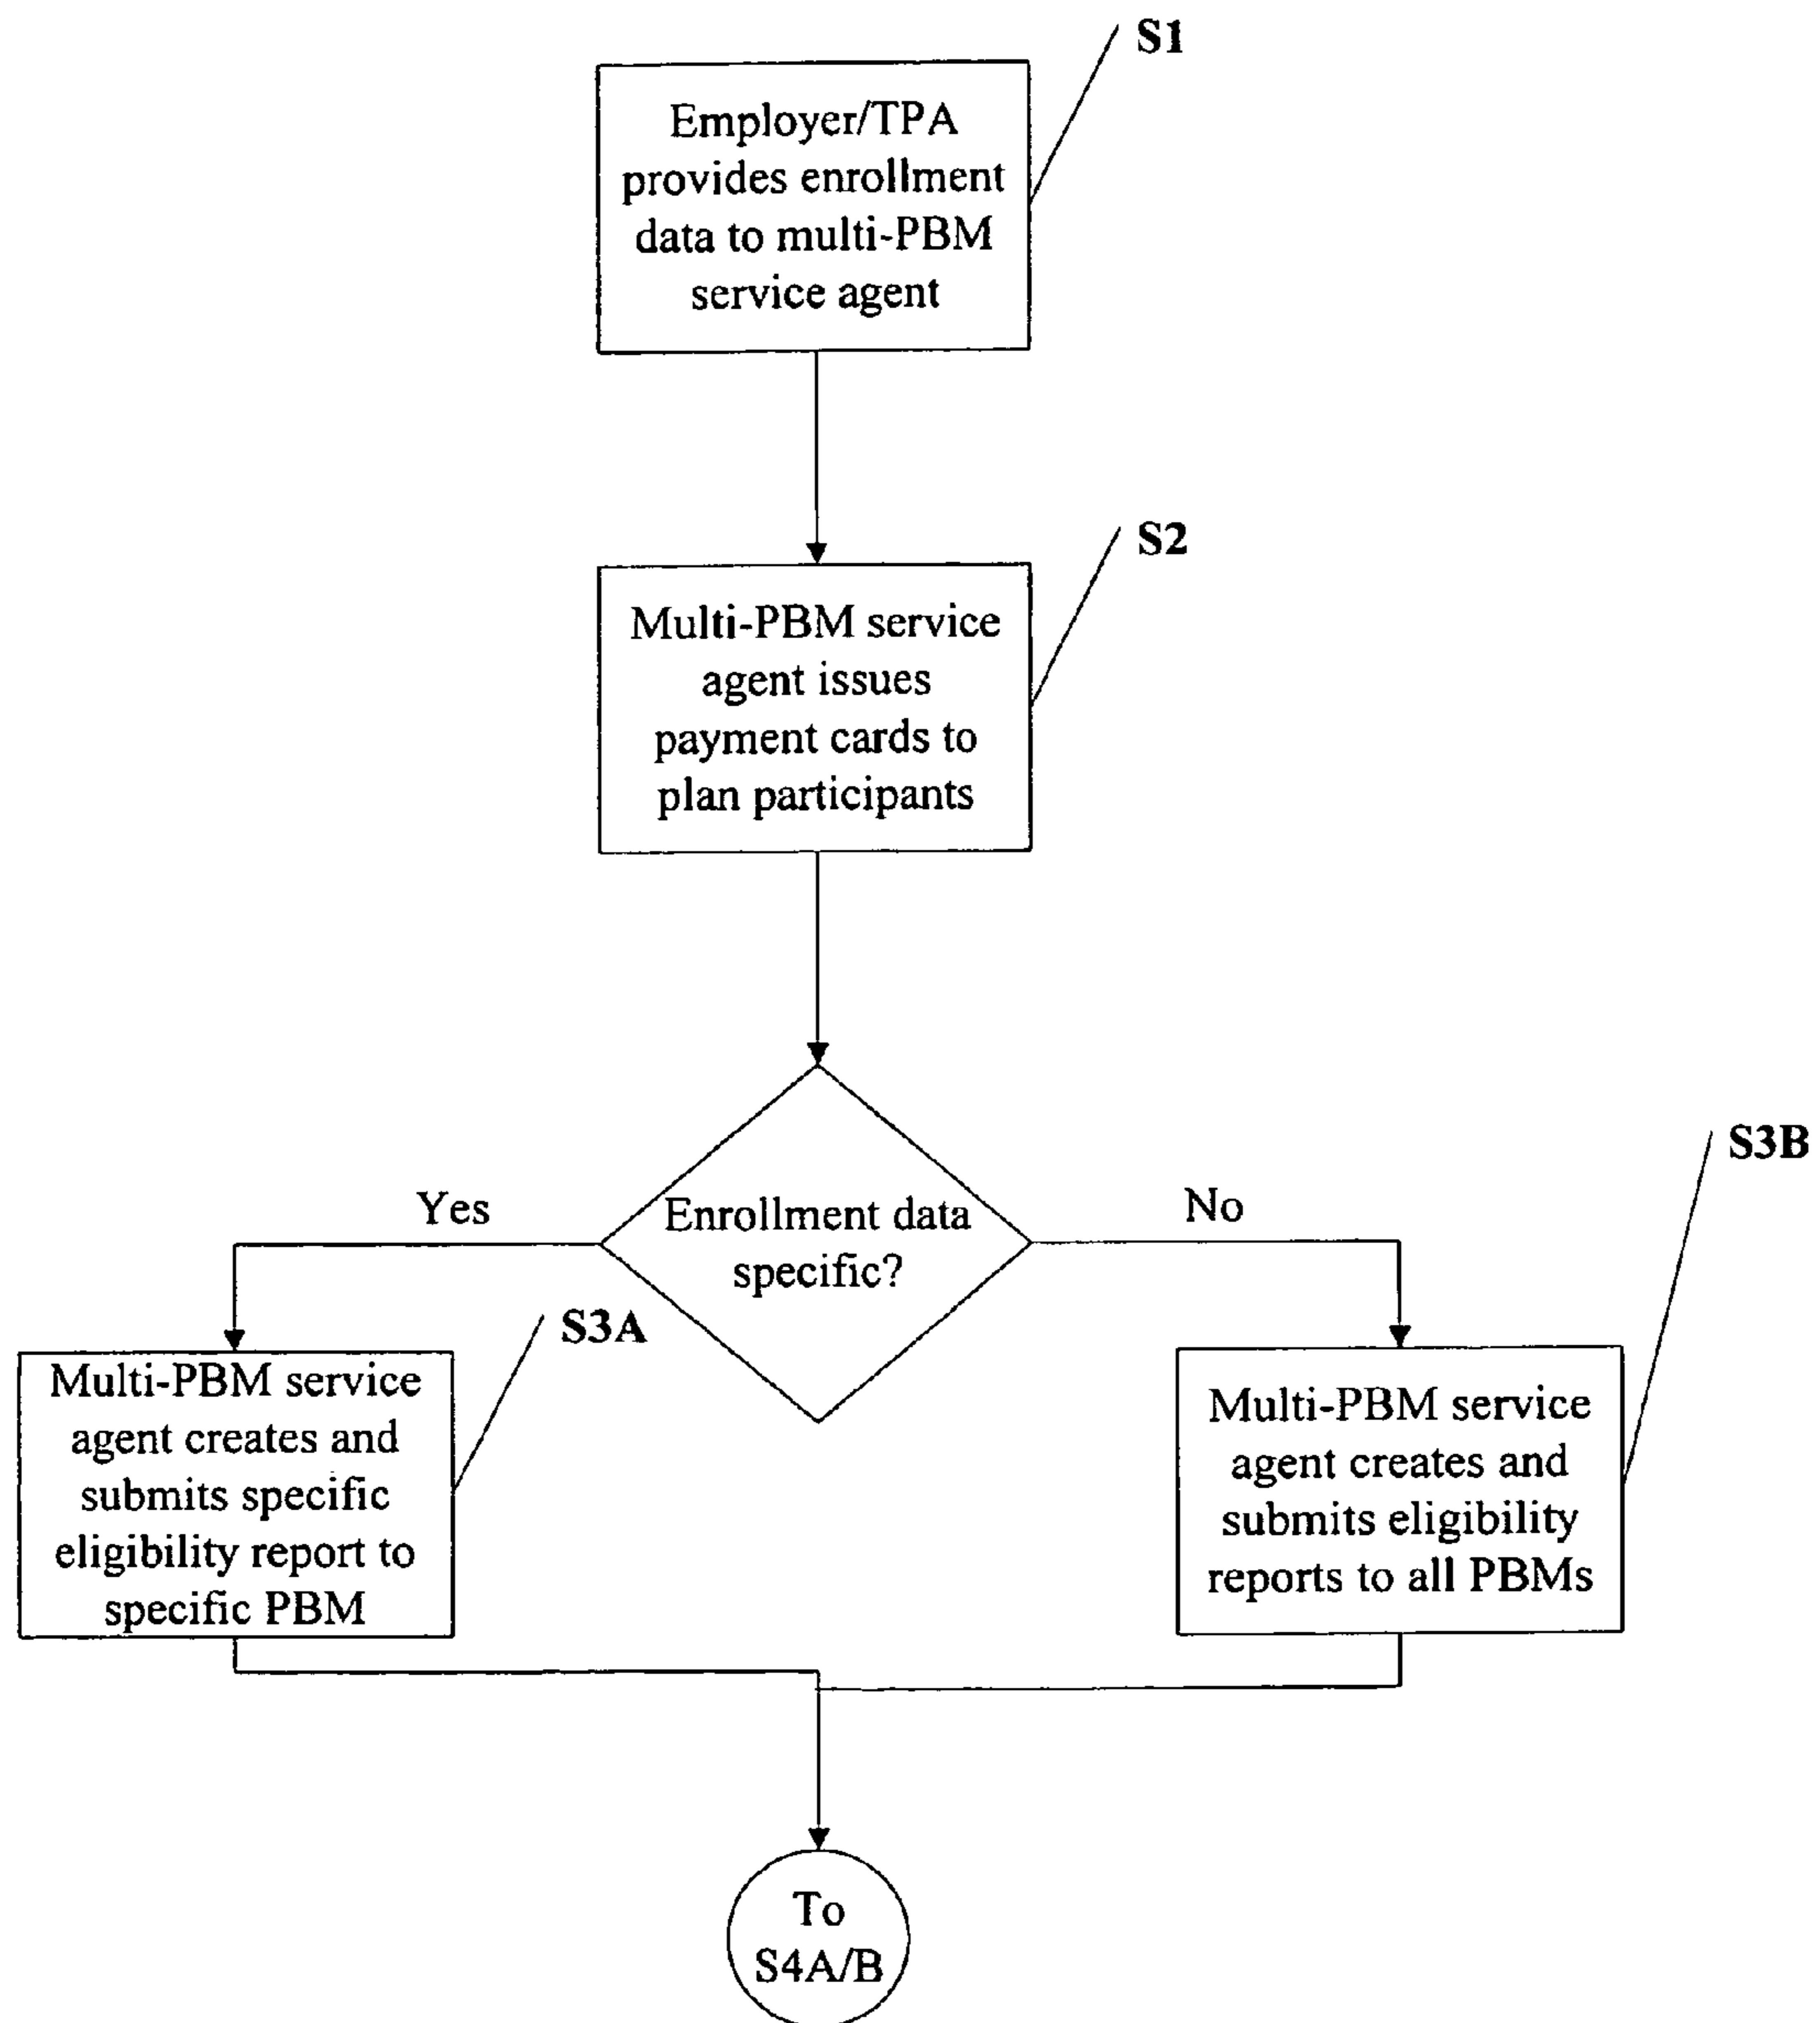 S1
Employer/TPA
provides enrollment
data to multi-PBM
service agent
S2
Multi-PBM service
agent issues
payment cards to
plan participants
S3B
Yes
Enrollment data
specific?
No
S3A
Multi-PBM service
agent creates and
submits specific
eligibility report to
specific PBM
Multi-PBM service
agent creates and
submits eligibility
reports to all PBMs
To
S4A/B